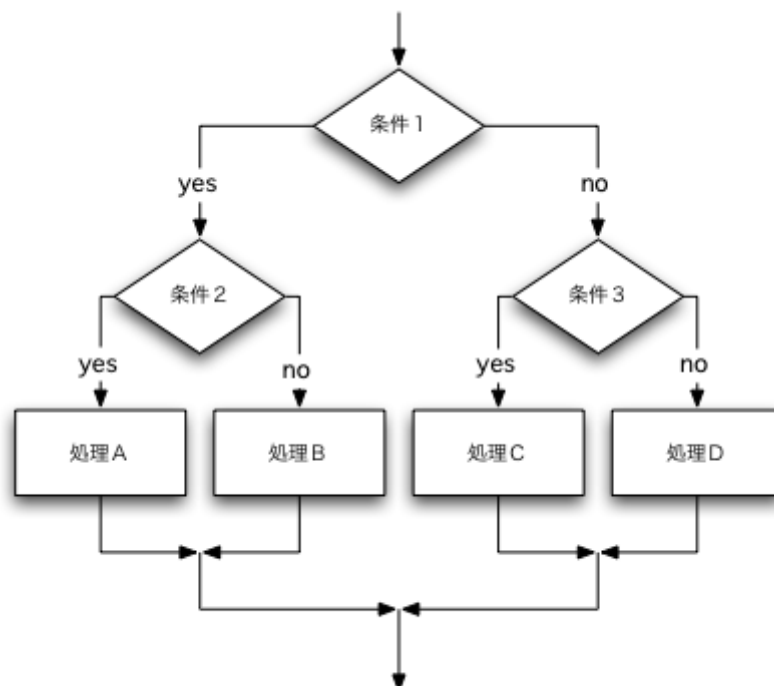 条件1
yes
no
条件2
条件3
yes
no
yes
no
処理A
処理B
処理C
処理D